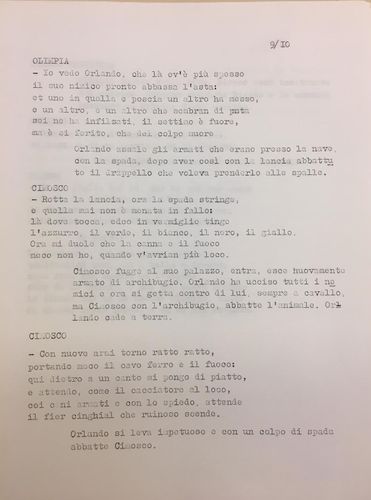 9/10
OLIMPIA
- Io vedo Orlando, che là ov'è più spesso
il suo nimico pronto abbassa l'asta:
et uno in quella e poscia un altro ha messo,
e un altro, e un altro che sembran di pasta
sei ne ha infilzati, il settimo è fuore,
ma è sì ferito, che del colpo muore.
Orlando assale gli armati che erano presso la nave,
con la spada, dopo aver così con la lancia abbattu
to il drappello che voleva prenderlo alle spalle.
CIMOSCO
- Rotta la lancia, ora la spada stringe,
e quella mai non è menata in fallo:
là dove tocca, ecco in vermiglio tinge
l'azzurro, il verde, il bianco, il nero, il giallo.
Ora mi duole che la canna e il fuoco
meco non ho, quando v'avrian più loco.
Cimosco fugge al suo palazzo, entra, esce nuovamente
armato di archibugio. Orlando ha ucciso tutti i ne
mici e ora si getta contro di lui, sempre a cavallo,
ma Cimosco con l'archibugio, abbatte l'animale. Or
lando cade a terra.
CIMOSCO
- Con nuove armi torno ratto ratto,
portando meco il cavo ferro e il fuoco:
qui dietro a un canto mi pongo di piatto,
e attendo, come il cacciatore al loco,
coi cani armati e con lo spiedo, attende
il fier cinghial che ruinoso scende.
Orlando si leva impetuoso e con un colpo di spada
abbatte Cimosco.